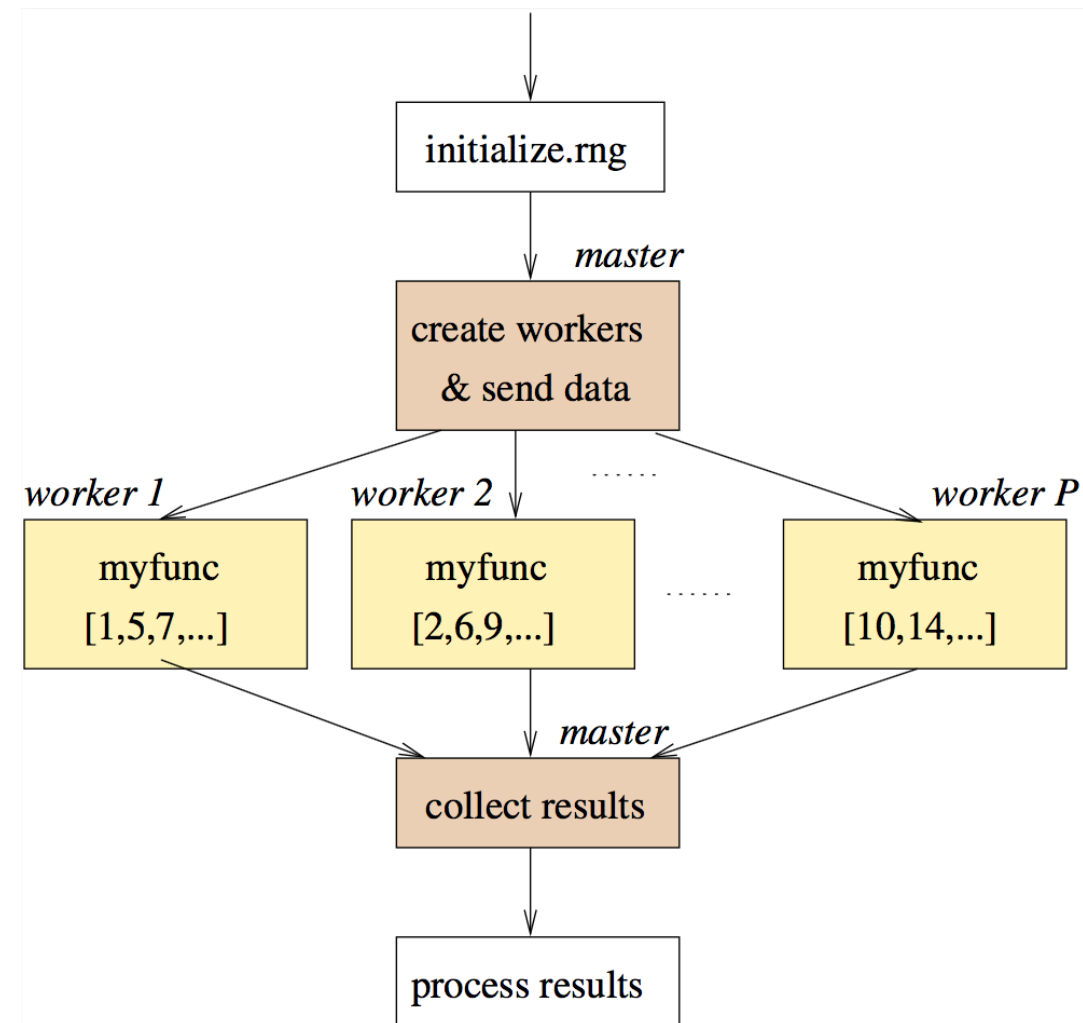 initialize.rng
master
create workers
& send data
......
worker 1
worker 2
worker P
myfunc
[1,5,7,...]
myfunc
[2,6,9,...]
......
myfunc
[10,14,...]
master
collect results
process results